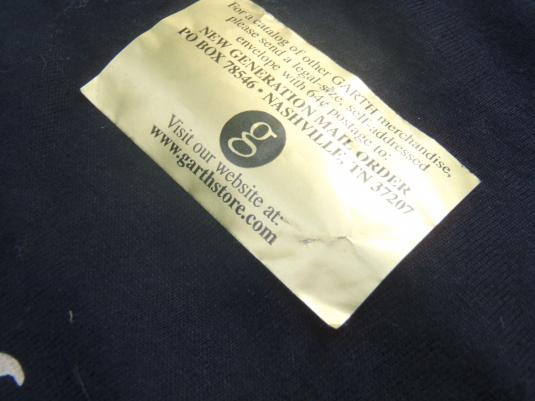 For a catalog of other GARTH merchandise,
please send a legal-size, self-addressed
envelope with 64¢ postage to:
NEW GENERATION MAIL ORDER
PO BOX 78546 • NASHVILLE, TN 37207
g
Visit our website at:
www.garthstore.com